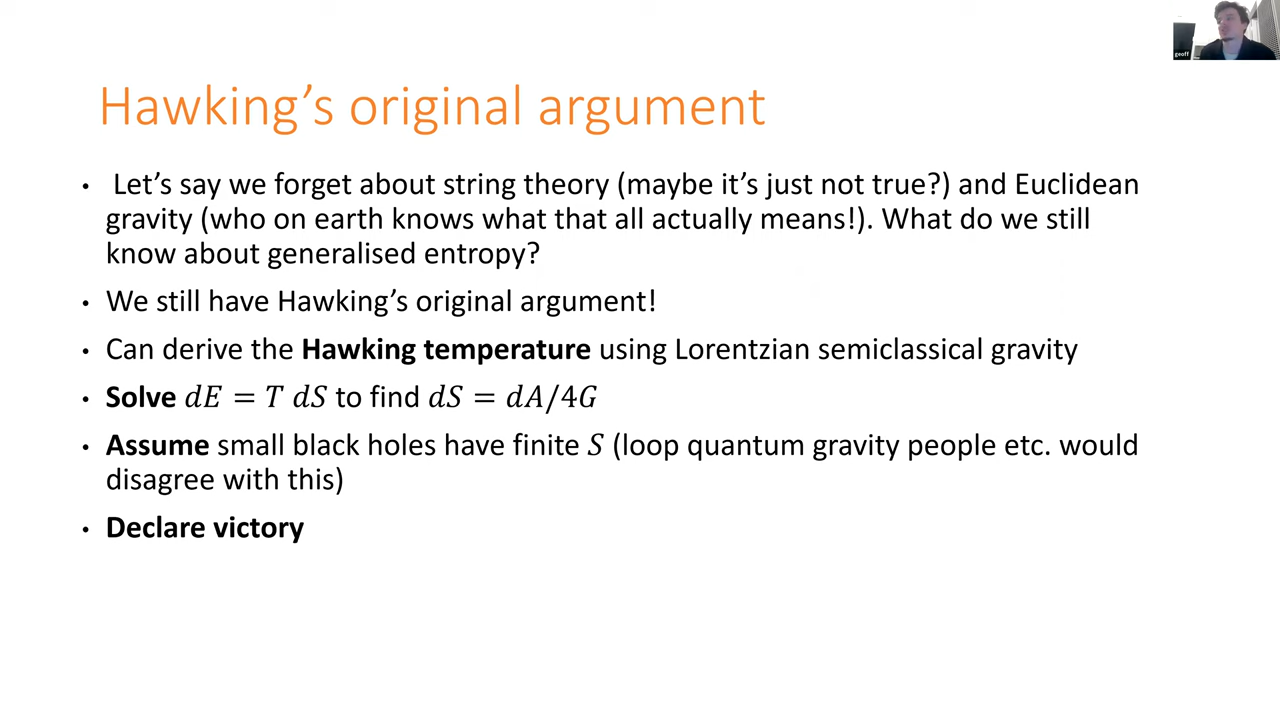 Hawking's original argument
• Let's say we forget about string theory (maybe it's just not true?) and Euclidean
gravity (who on earth knows what that all actually means!). What do we still
know about generalised entropy?
• We still have Hawking's original argument!
• Can derive the Hawking temperature using Lorentzian semiclassical gravity
• Solve dE = T dS to find dS = dA/4G
• Assume small black holes have finite S (loop quantum gravity people etc. would
disagree with this)
• Declare victory
geoff